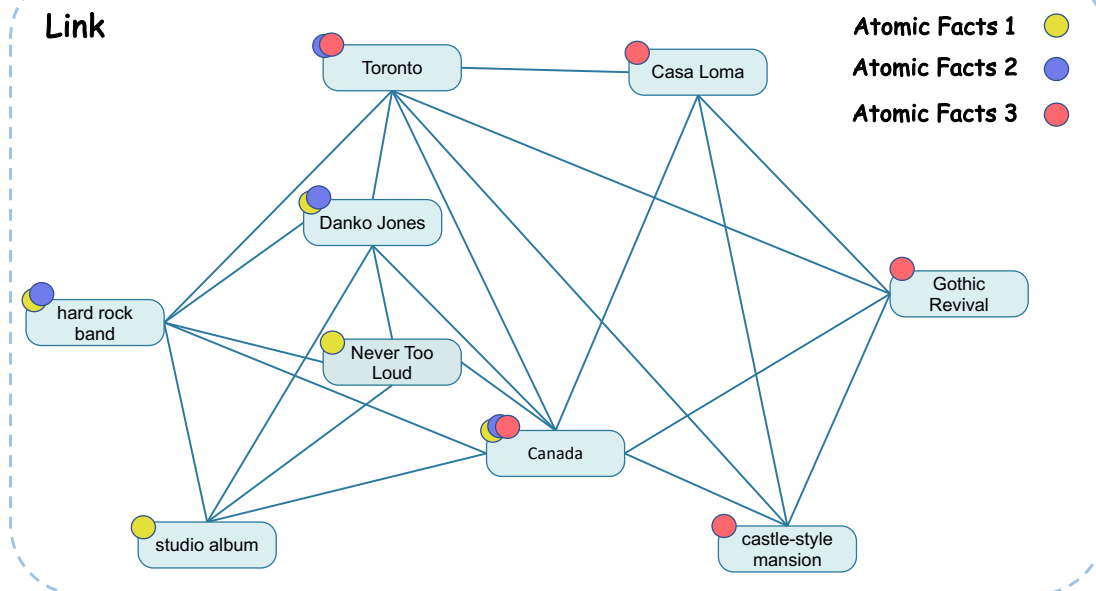 Link
Atomic Facts 1
Atomic Facts 2
Atomic Facts 3
Toronto
Casa Loma
Danko Jones
Gothic
Revival
hard rock
band
Never Too
Loud
Canada
studio album
castle-style
mansion